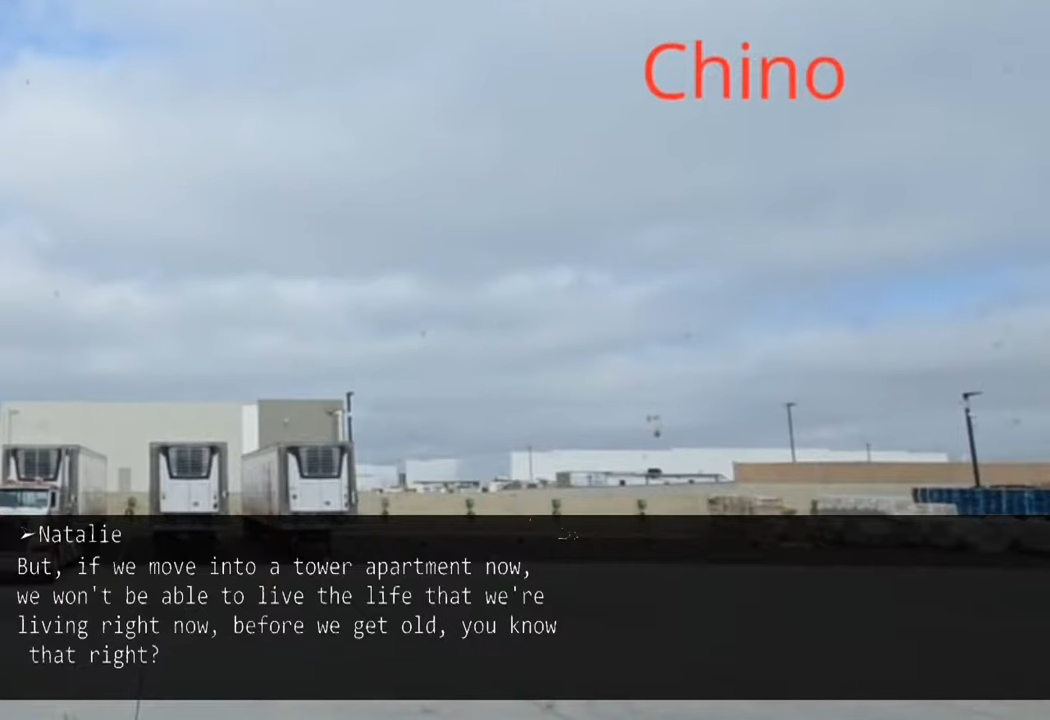 Chino
➢Natalie
But, if we move into a tower apartment now,
we won't be able to live the life that we're
living right now, before we get old, you know
that right?